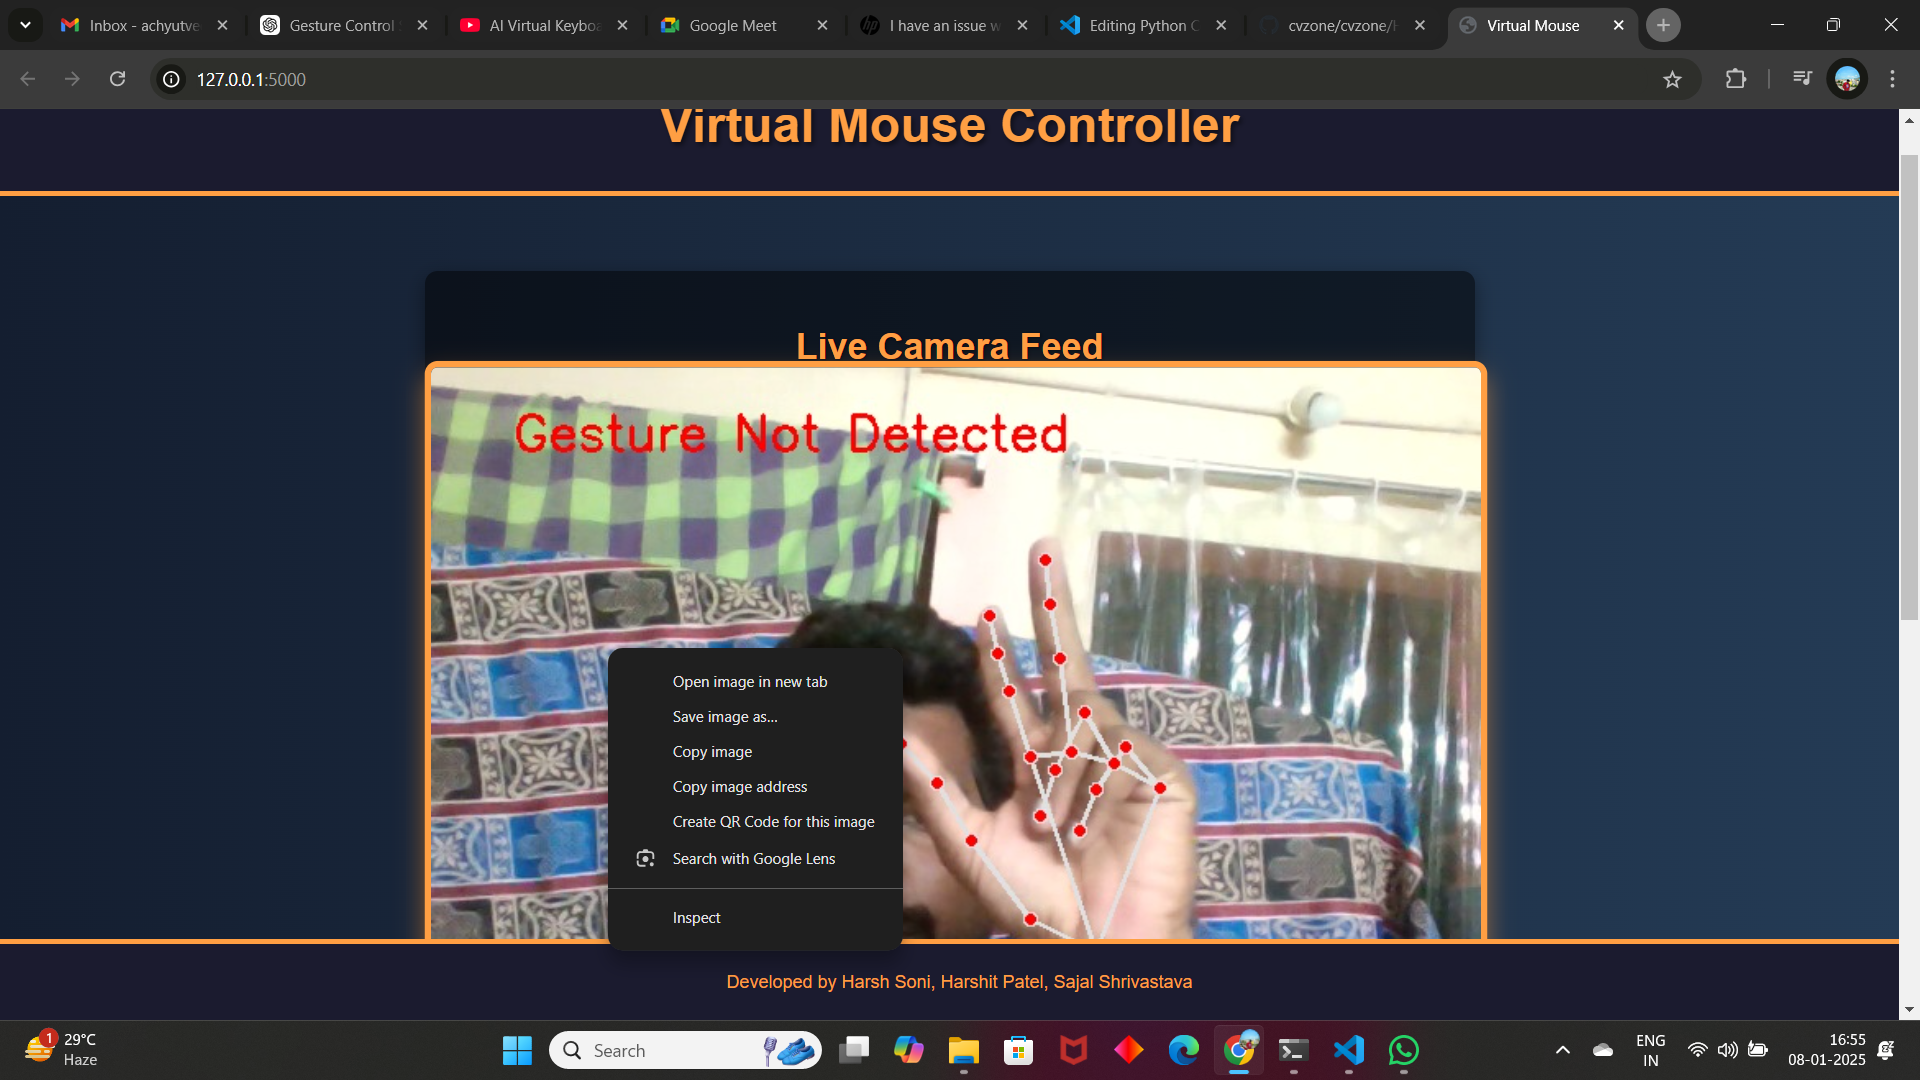 Inbox - achyutve
Gesture Control
AI Virtual Keyboa
Google Meet
I have an issue w
Editing Python C
cvzone/cvzone/H
Virtual Mouse
127.0.0.1:5000
Virtual Mouse Controller
Live Camera Feed
Gesture Not Detected
Open image in new tab
Save image as...
Copy image
Copy image address
Create QR Code for this image
Search with Google Lens
Inspect
Developed by Harsh Soni, Harshit Patel, Sajal Shrivastava
1
29°C
Haze
Search
ENG
IN
16:55
08-01-2025